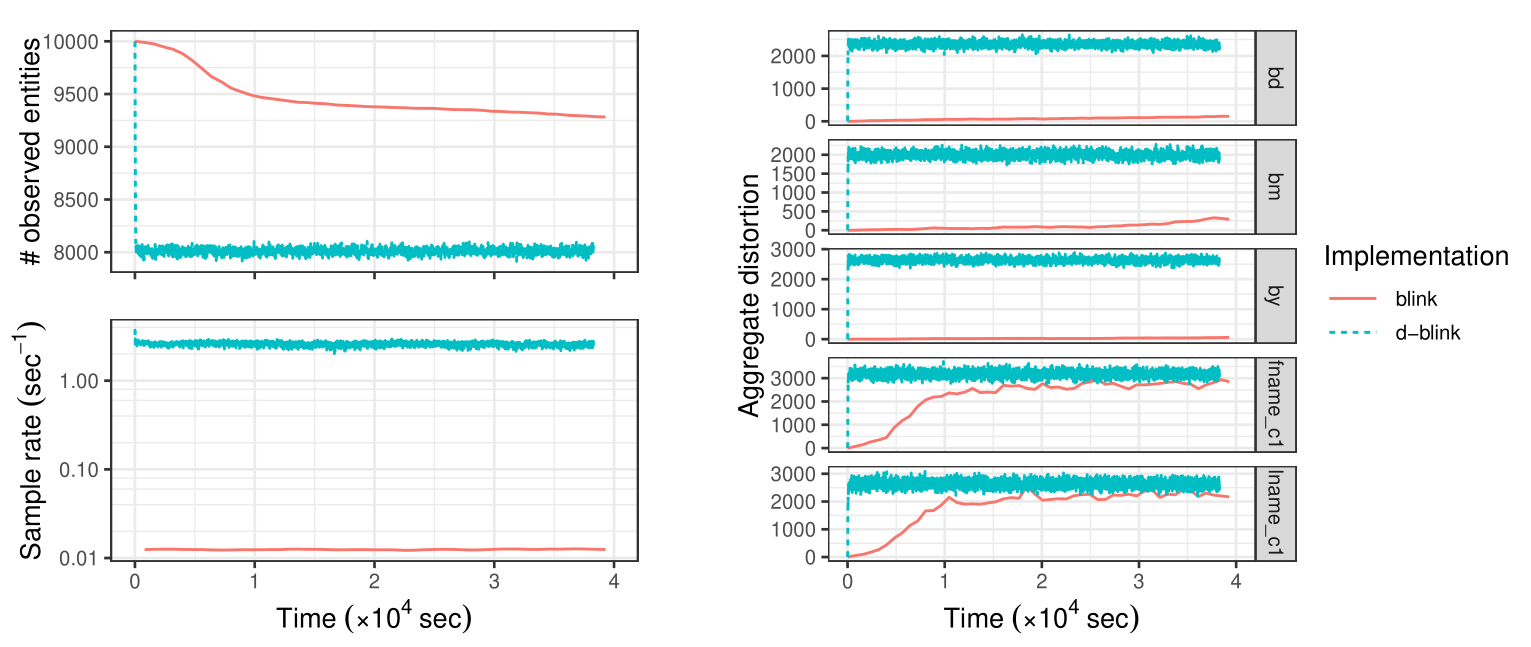 # observed entities
10000
9500
9000
8500
8000
Sample rate (sec−1)
1.00
0.10
0.01
0 1 2 3 4
Time (×10⁴ sec)
Aggregate distortion
2000
1000
0
bd
2000
1500
1000
500
0
bm
3000
2000
1000
0
by
3000
2000
1000
0
fname_c1
3000
2000
1000
0
lname_c1
0 1 2 3 4
Time (×10⁴ sec)
Implementation
blink
d−blink